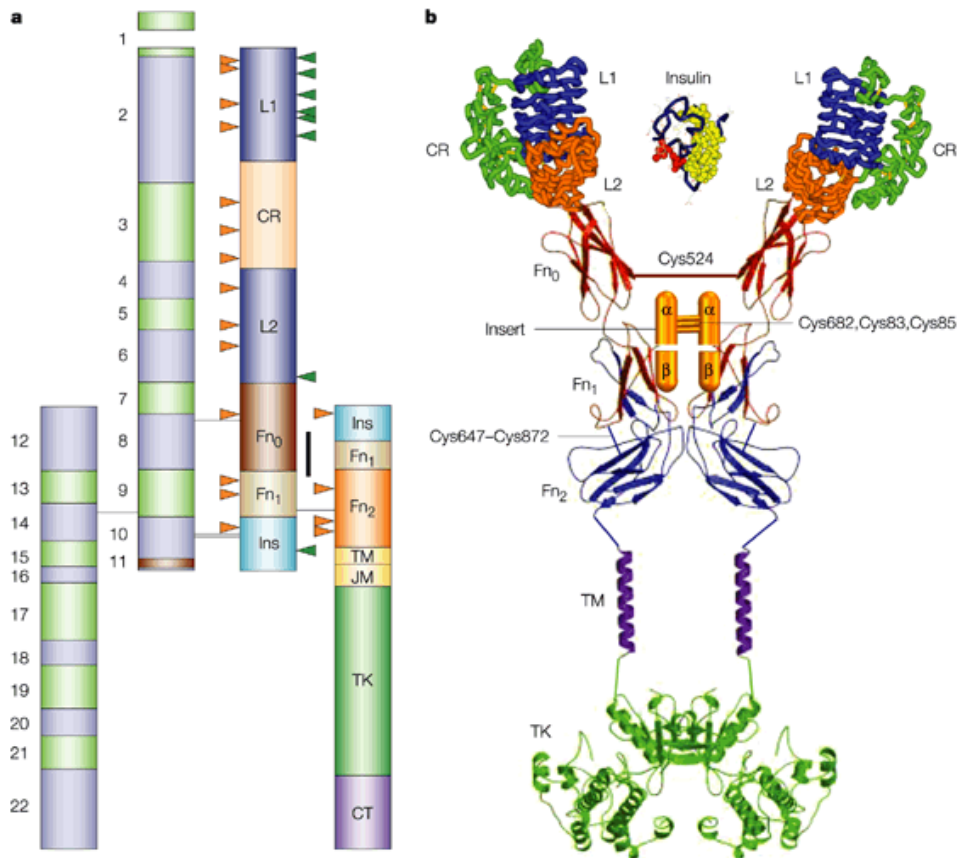 a
1
2
3
4
5
6
7
8
9
10
11
12
13
14
15
16
17
18
19
20
21
22
L1
CR
L2
Fn0
Fn1
Ins
Ins
Fn1
Fn2
TM
JM
TK
CT
b
L1
Insulin
L1
CR
CR
L2
L2
Fn0
Cys524
α
α
Insert
Cys682,Cys83,Cys85
β
β
Fn1
Cys647–Cys872
Fn2
TM
TK